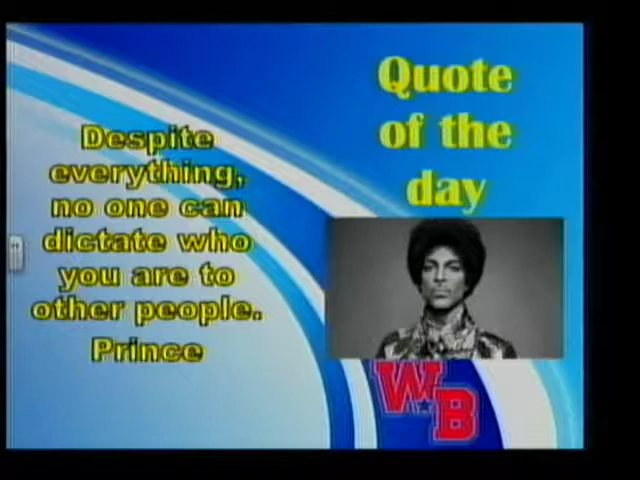 Quote
of the
day
Despite
everything,
no one can
dictate who
you are to
other people.
Prince
WB